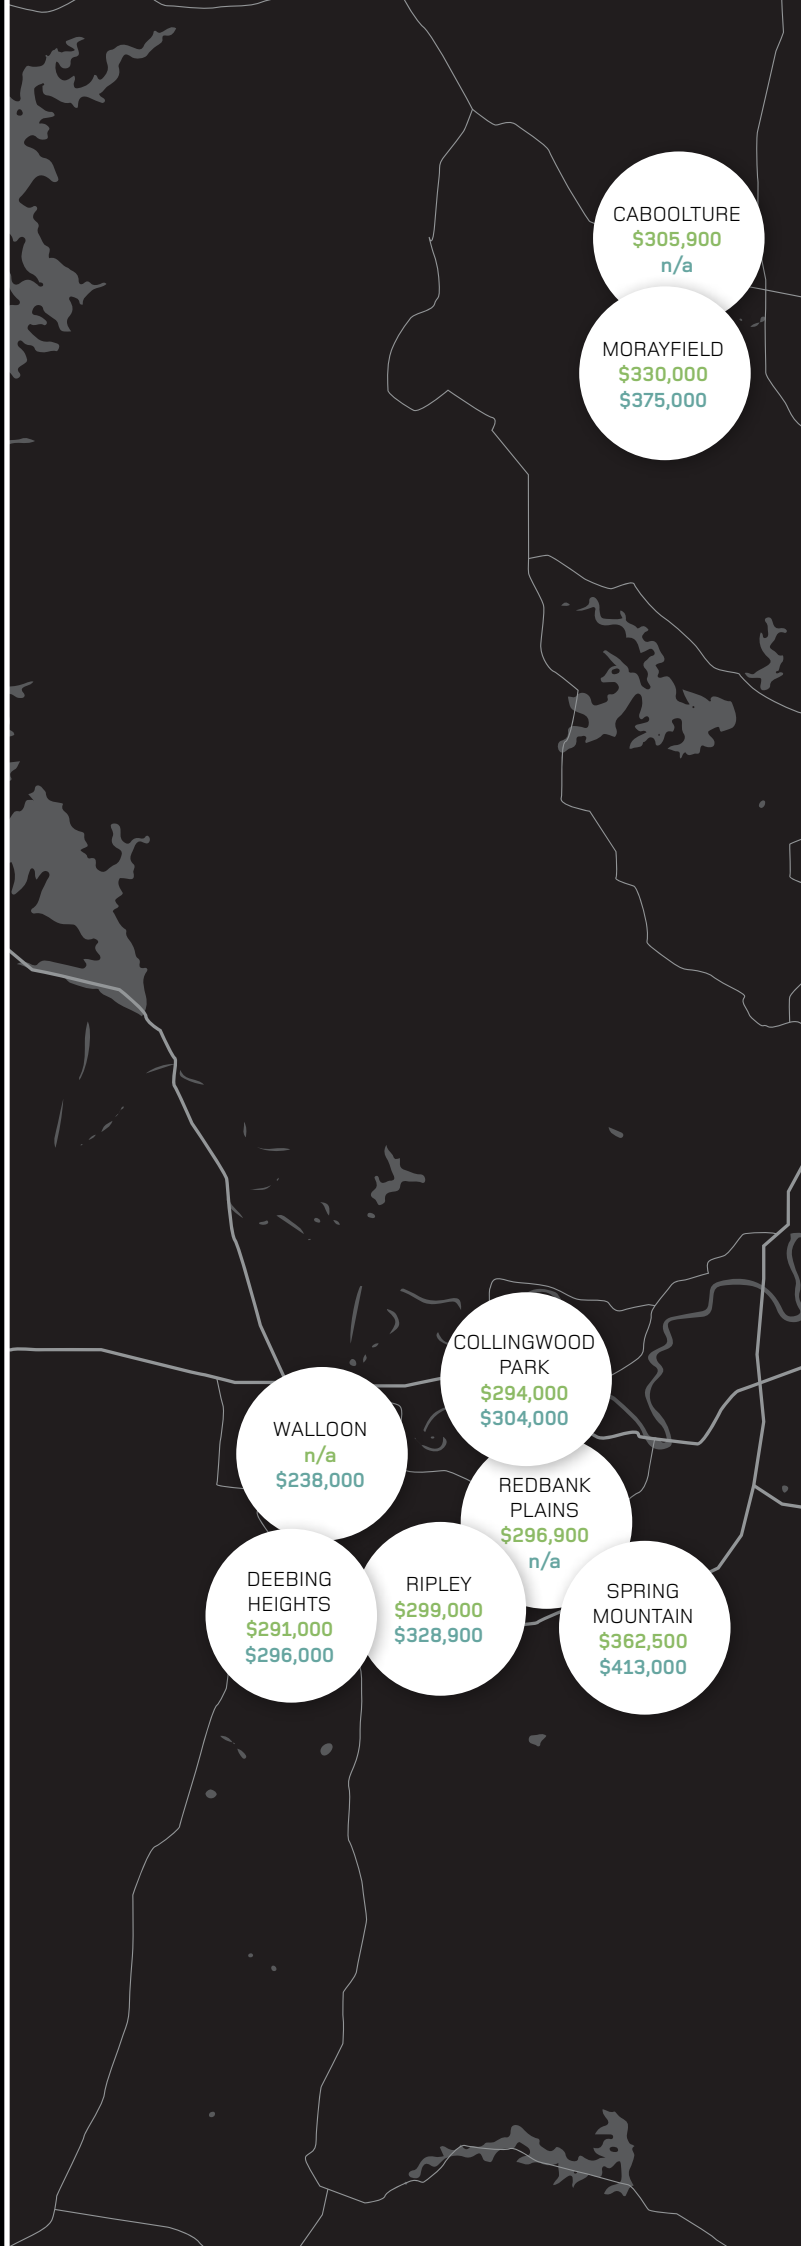 CABOOLTURE
$305,900
n/a
MORAYFIELD
$330,000
$375,000
COLLINGWOOD
PARK
$294,000
$304,000
WALLOON
n/a
$238,000
REDBANK
PLAINS
$296,900
n/a
DEEBING
HEIGHTS
$291,000
$296,000
RIPLEY
$299,000
$328,900
SPRING
MOUNTAIN
$362,500
$413,000